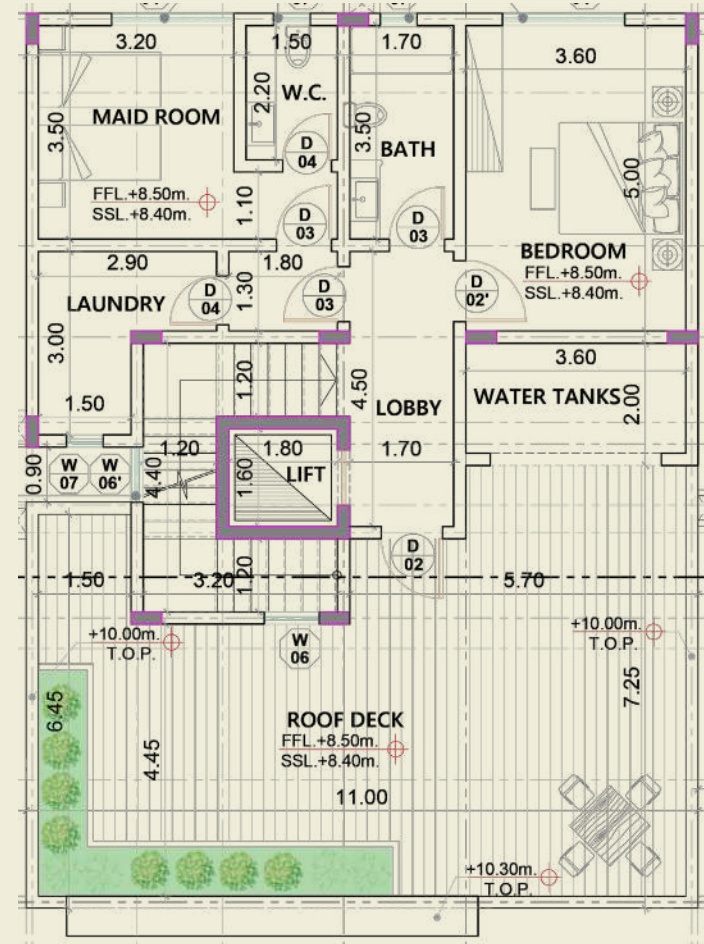 3.20
1.50
1.70
3.60
2.20
W.C.
3.50
MAID ROOM
3.50
BATH
D
04
5.00
FFL.+8.50m.
SSL.+8.40m.
1.10
D
03
D
03
BEDROOM
FFL.+8.50m.
SSL.+8.40m.
2.90
1.80
LAUNDRY
D
04
1.30
D
03
D
02'
3.00
1.20
4.50
3.60
WATER TANKS
2.00
1.50
LOBBY
1.20
1.80
1.70
0.90
W
07
W
06'
4.40
1.60
LIFT
D
02
1.50
3.20
1.20
5.70
+10.00m.
T.O.P.
W
06
+10.00m.
T.O.P.
7.25
6.45
4.45
ROOF DECK
FFL.+8.50m.
SSL.+8.40m.
11.00
+10.30m.
T.O.P.